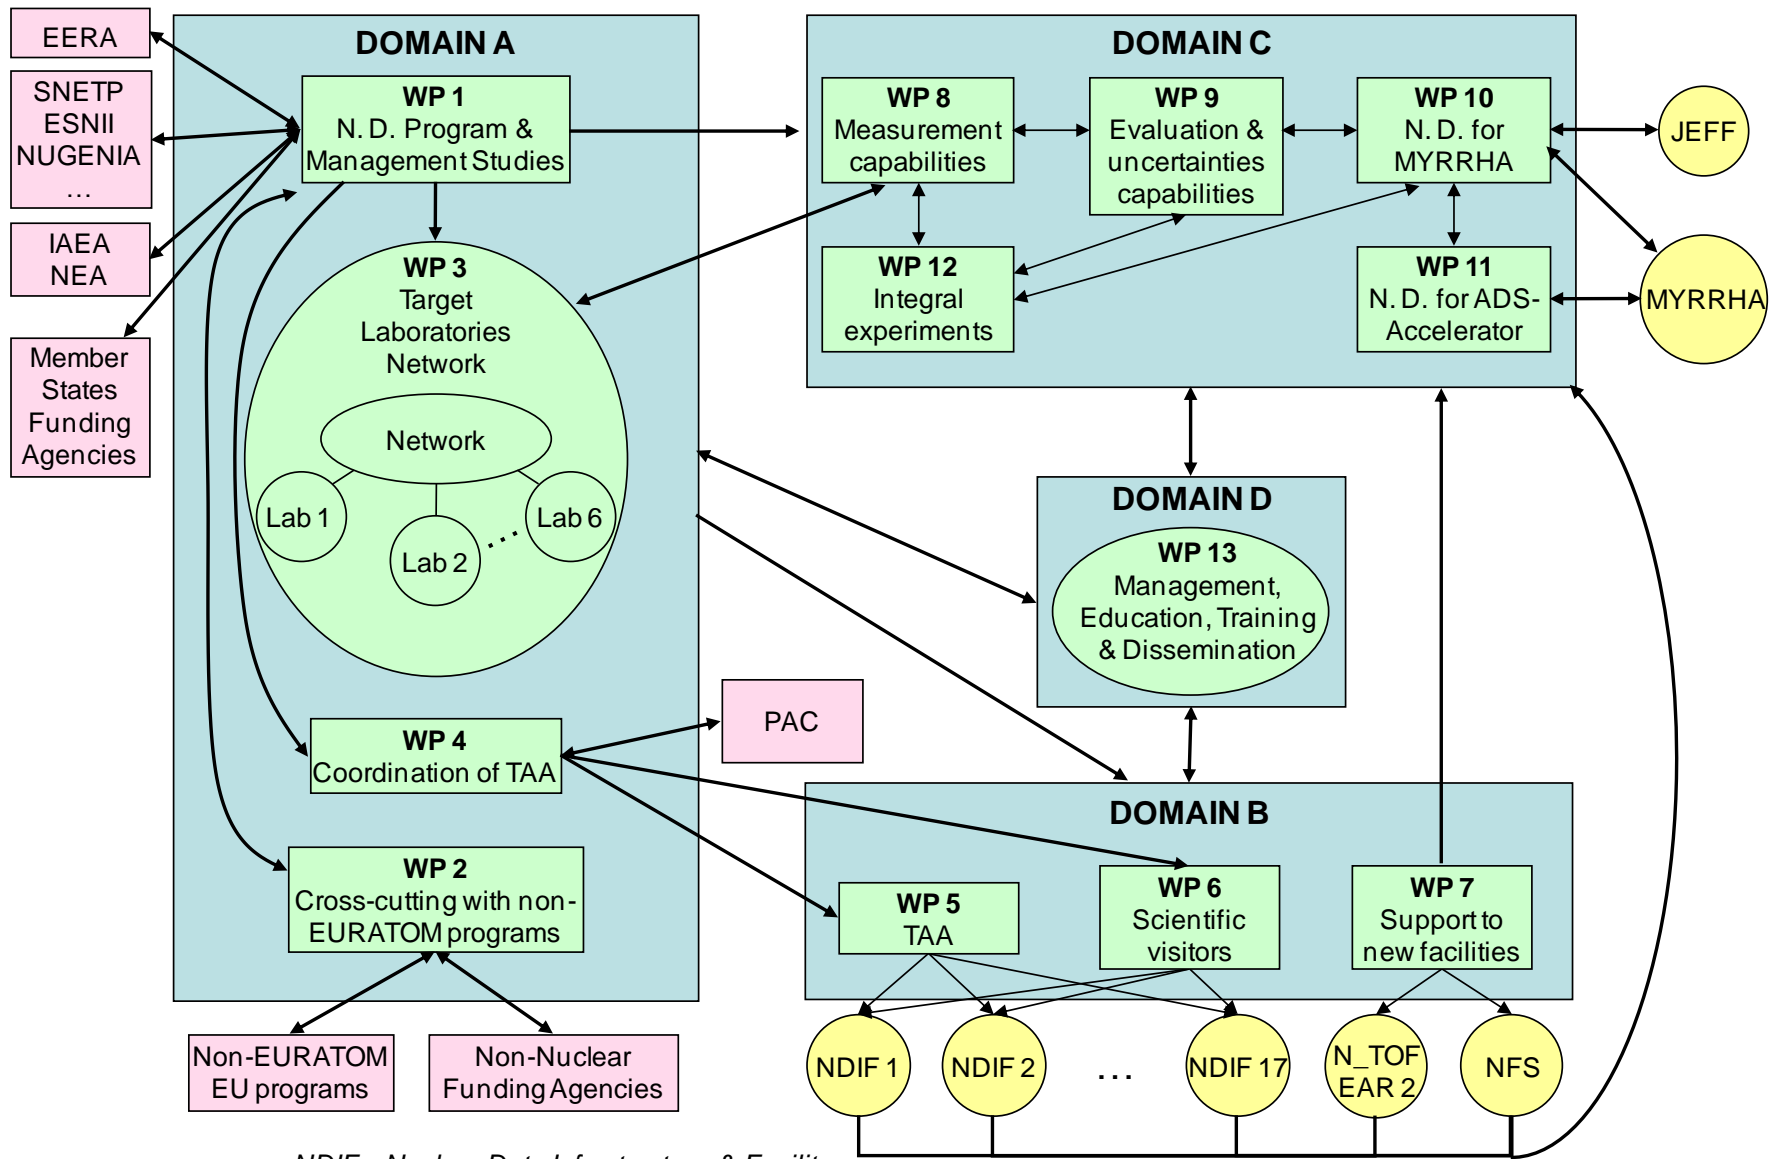 EERA
SNETP
ESNII
NUGENIA
...
IAEA
NEA
Member
States
Funding
Agencies
DOMAIN A
WP 1
N. D. Program &
Management Studies
WP 3
Target
Laboratories
Network
Network
Lab 1
Lab 2
Lab 6
WP 4
Coordination of TAA
WP 2
Cross-cutting with non-
EURATOM programs
Non-EURATOM
EU programs
Non-Nuclear
Funding Agencies
PAC
DOMAIN C
WP 8
Measurement
capabilities
WP 9
Evaluation &
uncertainties
capabilities
WP 10
N. D. for
MYRRHA
WP 12
Integral
experiments
WP 11
N. D. for ADS-
Accelerator
JEFF
MYRRHA
DOMAIN D
WP 13
Management,
Education, Training
& Dissemination
DOMAIN B
WP 5
TAA
WP 6
Scientific
visitors
WP 7
Support to
new facilities
NDIF 1
NDIF 2
...
NDIF 17
N_TOF
EAR 2
NFS